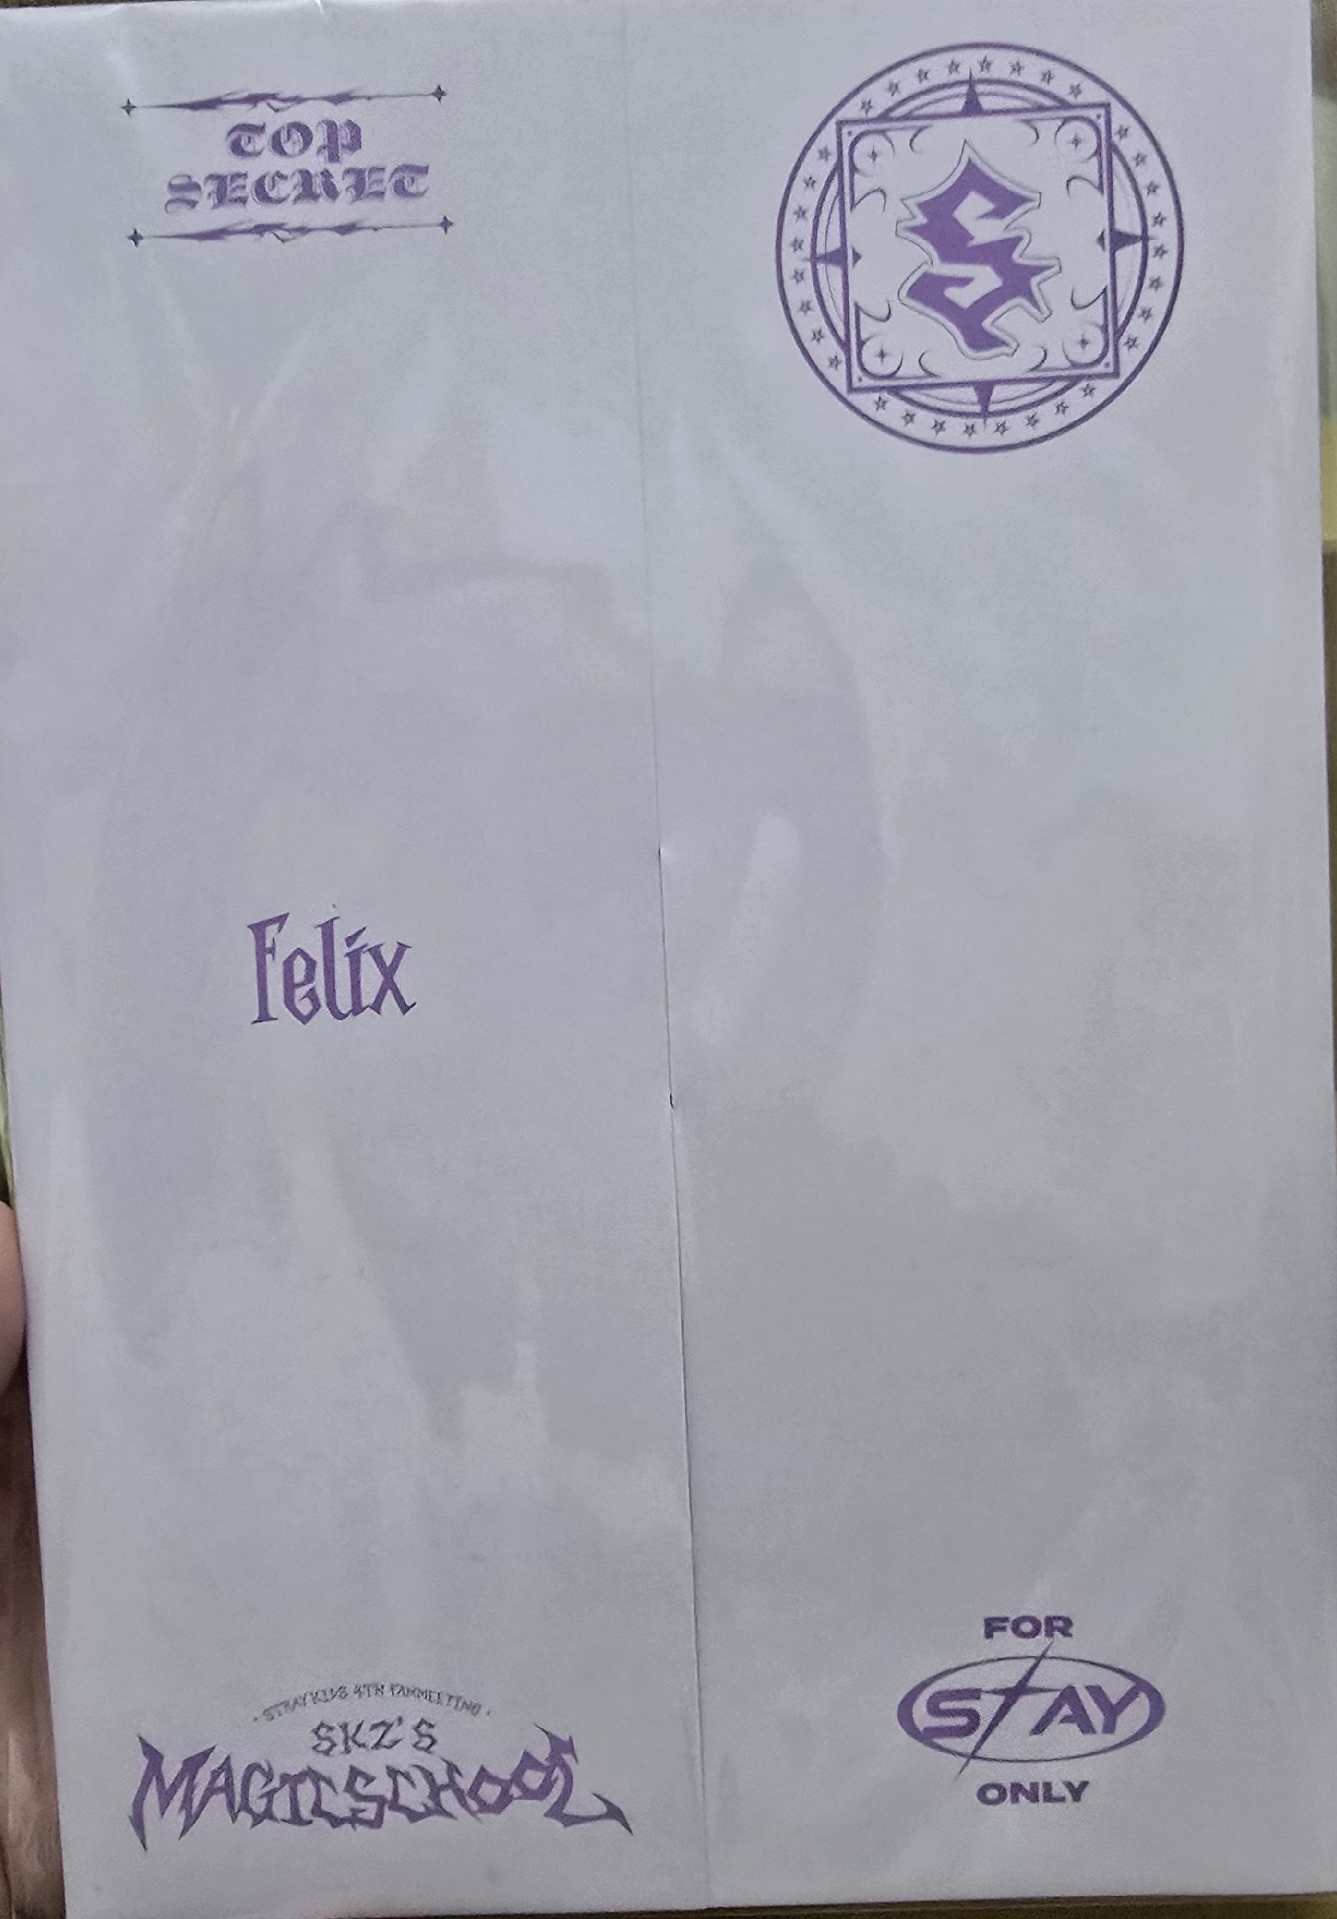 TOP
SECRET
S
Felix
· STRAY KIDS 4TH FANMEETING ·
SKZ'S
MAGIC SCHOOL
FOR
STAY
ONLY